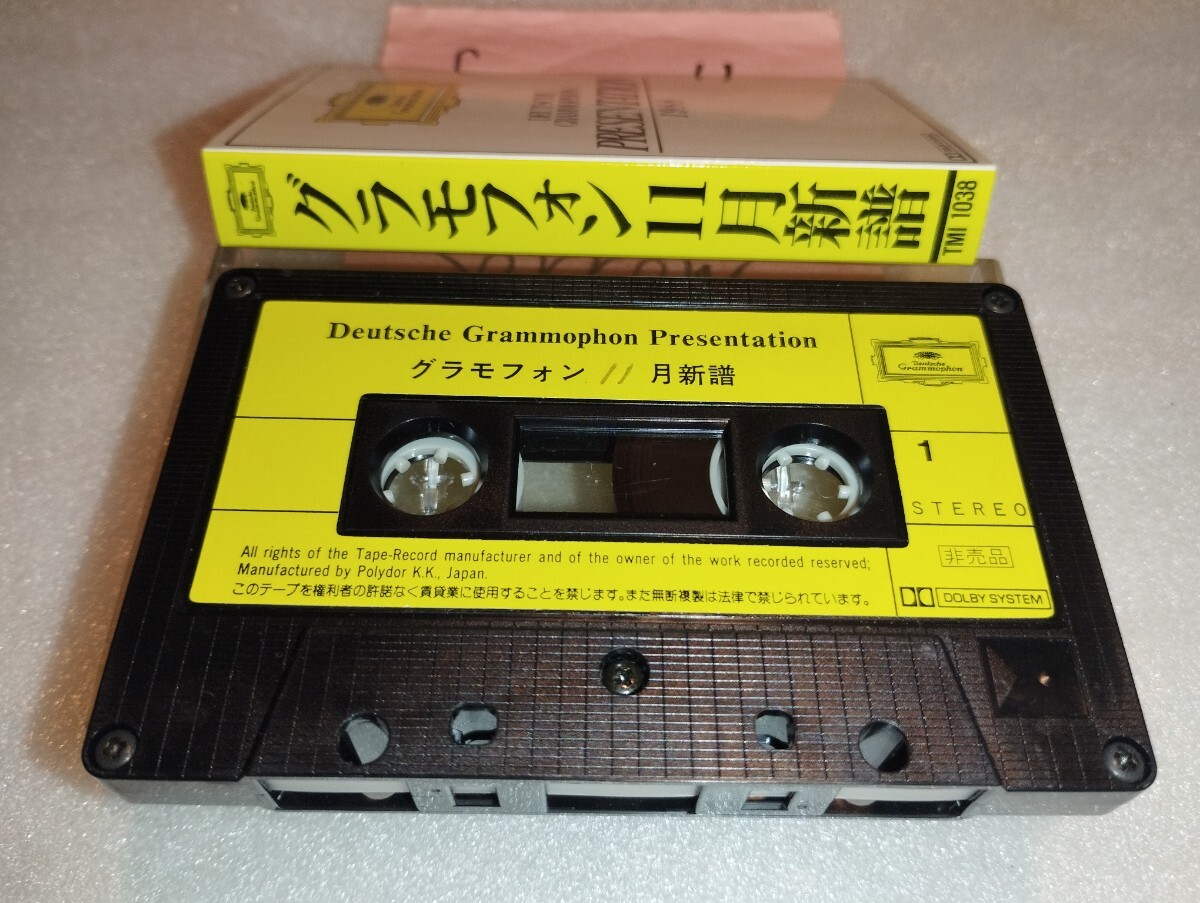 DEUTSCHE
GRAMMOPHON
PRESENTATION
グラモフォン11月新譜
TMI 1038
Deutsche Grammophon Presentation
グラモフォン 11 月新譜
Deutsche
Grammophon
1
STEREO
非売品
All rights of the Tape-Record manufacturer and of the owner of the work recorded reserved;
Manufactured by Polydor K.K., Japan.
このテープを権利者の許諾なく賃貸業に使用することを禁じます。また無断複製は法律で禁じられています。
DOLBY SYSTEM